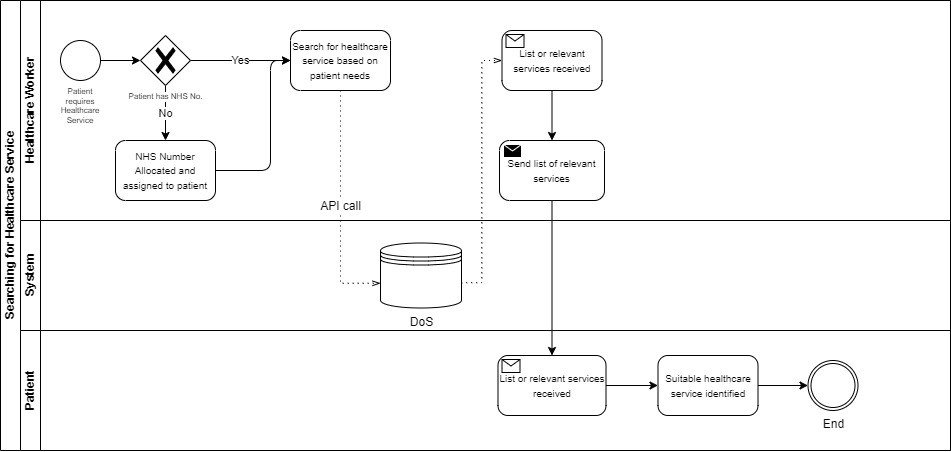 Searching for Healthcare Service
Healthcare Worker
Patient
requires
Healthcare
Service
Patient has NHS No.
Yes
No
NHS Number
Allocated and
assigned to patient
Search for healthcare
service based on
patient needs
API call
List or relevant
services received
Send list of relevant
services
System
DoS
Patient
List or relevant services
received
Suitable healthcare
service identified
End